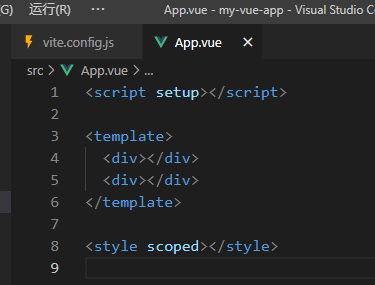 (G) 运行(R) ··· App.vue - my-vue-app - Visual Studio Co
vite.config.js App.vue ×
src > App.vue > ...
1 <script setup></script>
2
3 <template>
4 <div></div>
5 <div></div>
6 </template>
7
8 <style scoped></style>
9